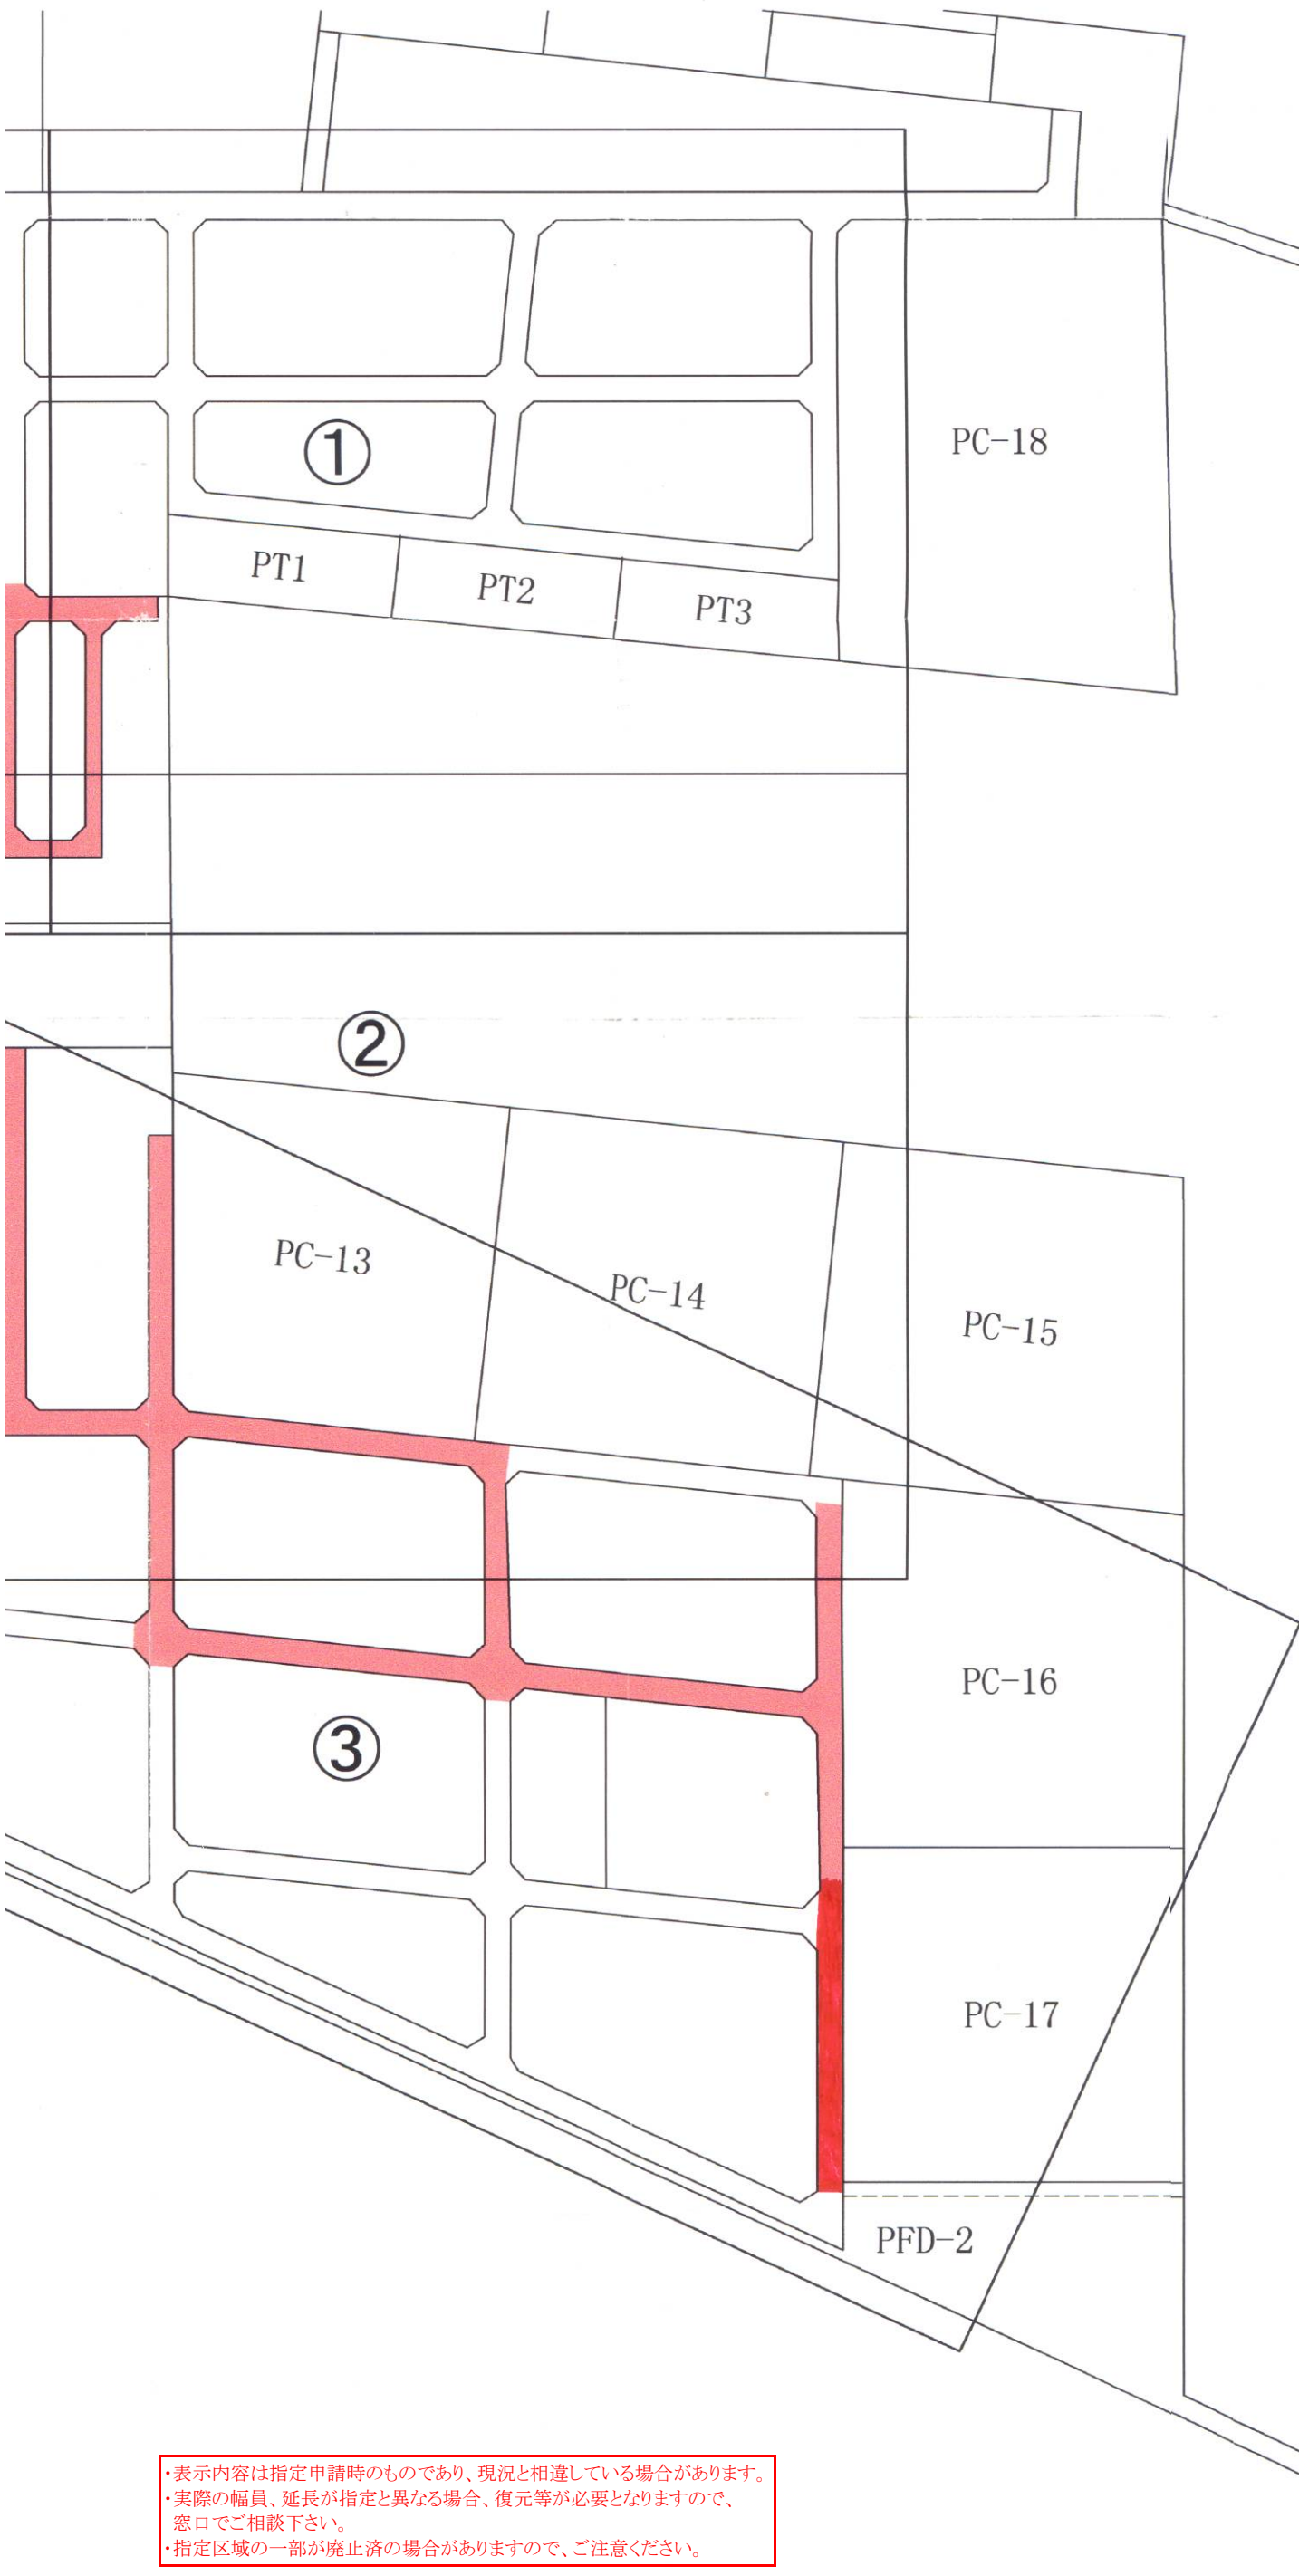 ①
PC-18
PT1
PT2
PT3
②
PC-13
PC-14
PC-15
PC-16
③
PC-17
PFD-2
・表示内容は指定申請時のものであり、現況と相違している場合があります。
・実際の幅員、延長が指定と異なる場合、復元等が必要となりますので、
窓口でご相談下さい。
・指定区域の一部が廃止済の場合がありますので、ご注意ください。